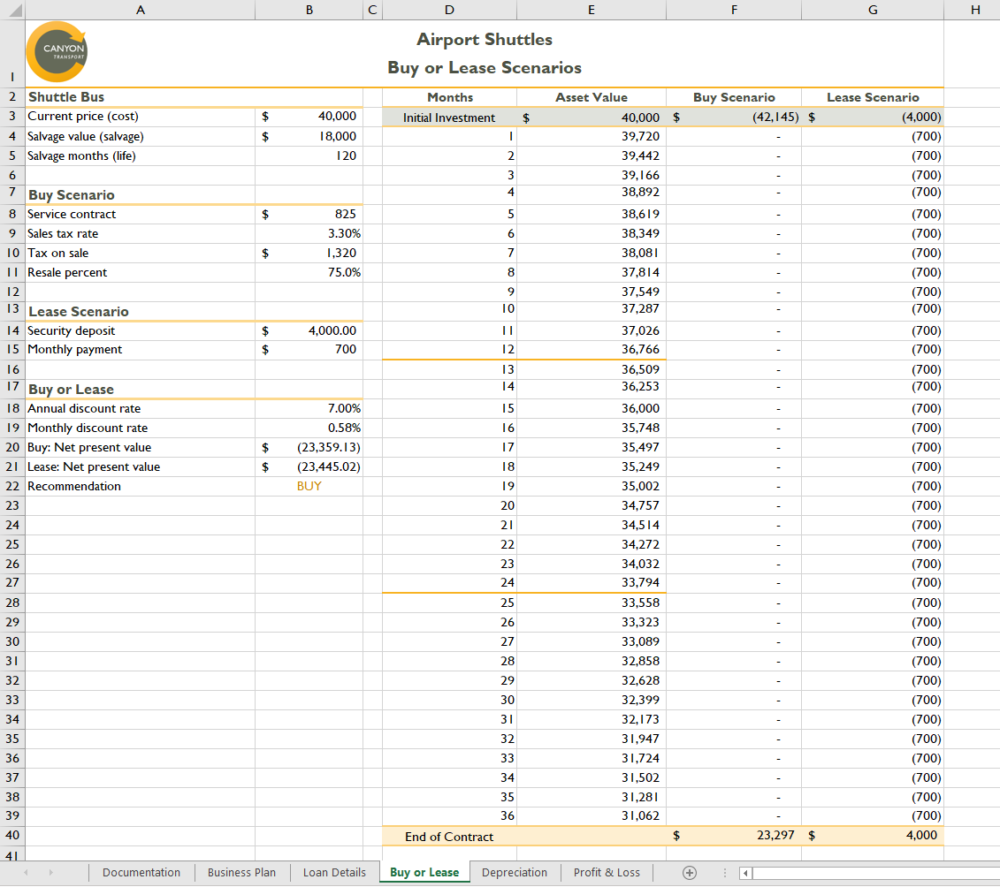 A B C D E F G H
CANYON
TRANSPORT
Airport Shuttles
Buy or Lease Scenarios
1
2 Shuttle Bus Months Asset Value Buy Scenario Lease Scenario
3 Current price (cost) $ 40,000 Initial Investment $ 40,000 $ (42,145) $ (4,000)
4 Salvage value (salvage) $ 18,000 1 39,720 - (700)
5 Salvage months (life) 120 2 39,442 - (700)
6 3 39,166 - (700)
7 Buy Scenario 4 38,892 - (700)
8 Service contract $ 825 5 38,619 - (700)
9 Sales tax rate 3.30% 6 38,349 - (700)
10 Tax on sale $ 1,320 7 38,081 - (700)
11 Resale percent 75.0% 8 37,814 - (700)
12 9 37,549 - (700)
13 Lease Scenario 10 37,287 - (700)
14 Security deposit $ 4,000.00 11 37,026 - (700)
15 Monthly payment $ 700 12 36,766 - (700)
16 13 36,509 - (700)
17 Buy or Lease 14 36,253 - (700)
18 Annual discount rate 7.00% 15 36,000 - (700)
19 Monthly discount rate 0.58% 16 35,748 - (700)
20 Buy: Net present value $ (23,359.13) 17 35,497 - (700)
21 Lease: Net present value $ (23,445.02) 18 35,249 - (700)
22 Recommendation BUY 19 35,002 - (700)
23 20 34,757 - (700)
24 21 34,514 - (700)
25 22 34,272 - (700)
26 23 34,032 - (700)
27 24 33,794 - (700)
28 25 33,558 - (700)
29 26 33,323 - (700)
30 27 33,089 - (700)
31 28 32,858 - (700)
32 29 32,628 - (700)
33 30 32,399 - (700)
34 31 32,173 - (700)
35 32 31,947 - (700)
36 33 31,724 - (700)
37 34 31,502 - (700)
38 35 31,281 - (700)
39 36 31,062 - (700)
40 End of Contract $ 23,297 $ 4,000
41
Documentation Business Plan Loan Details Buy or Lease Depreciation Profit & Loss